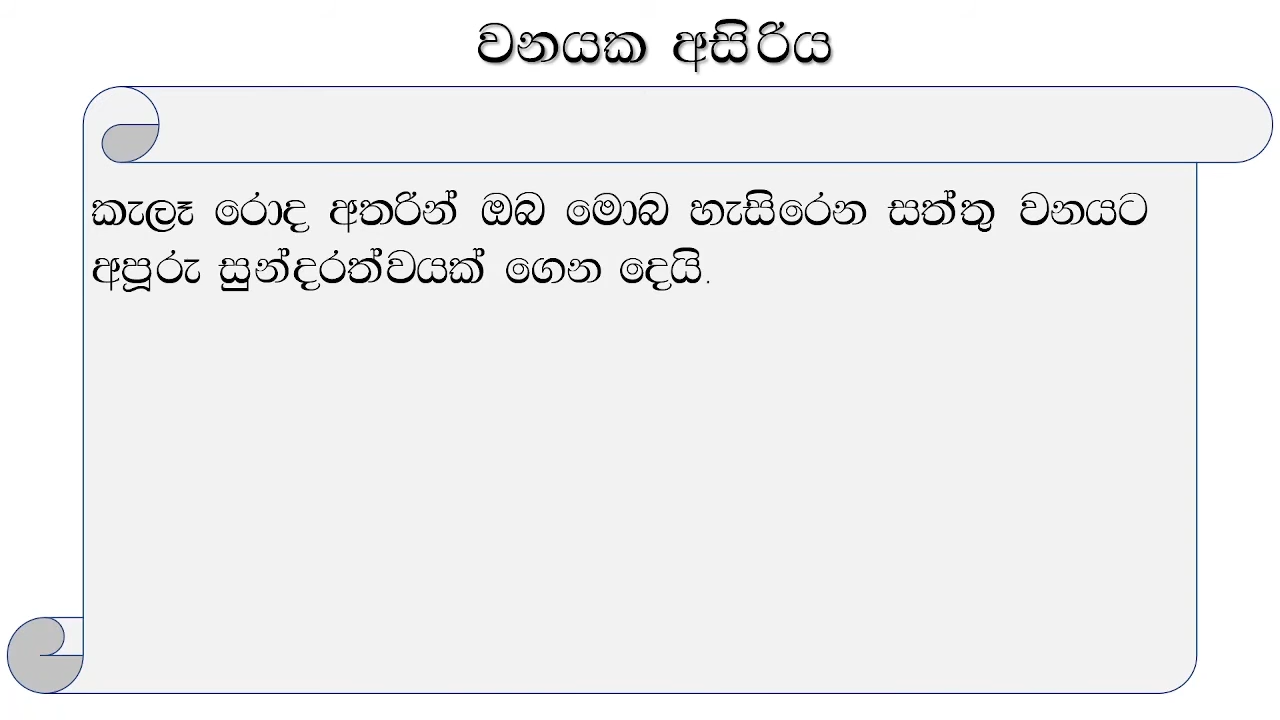 වනයක අසිරිය
කැලෑ රොද අතරින් ඔබ මොබ හැසිරෙන සත්තු වනයට
අපූරු සුන්දරත්වයක් ගෙන දෙයි.